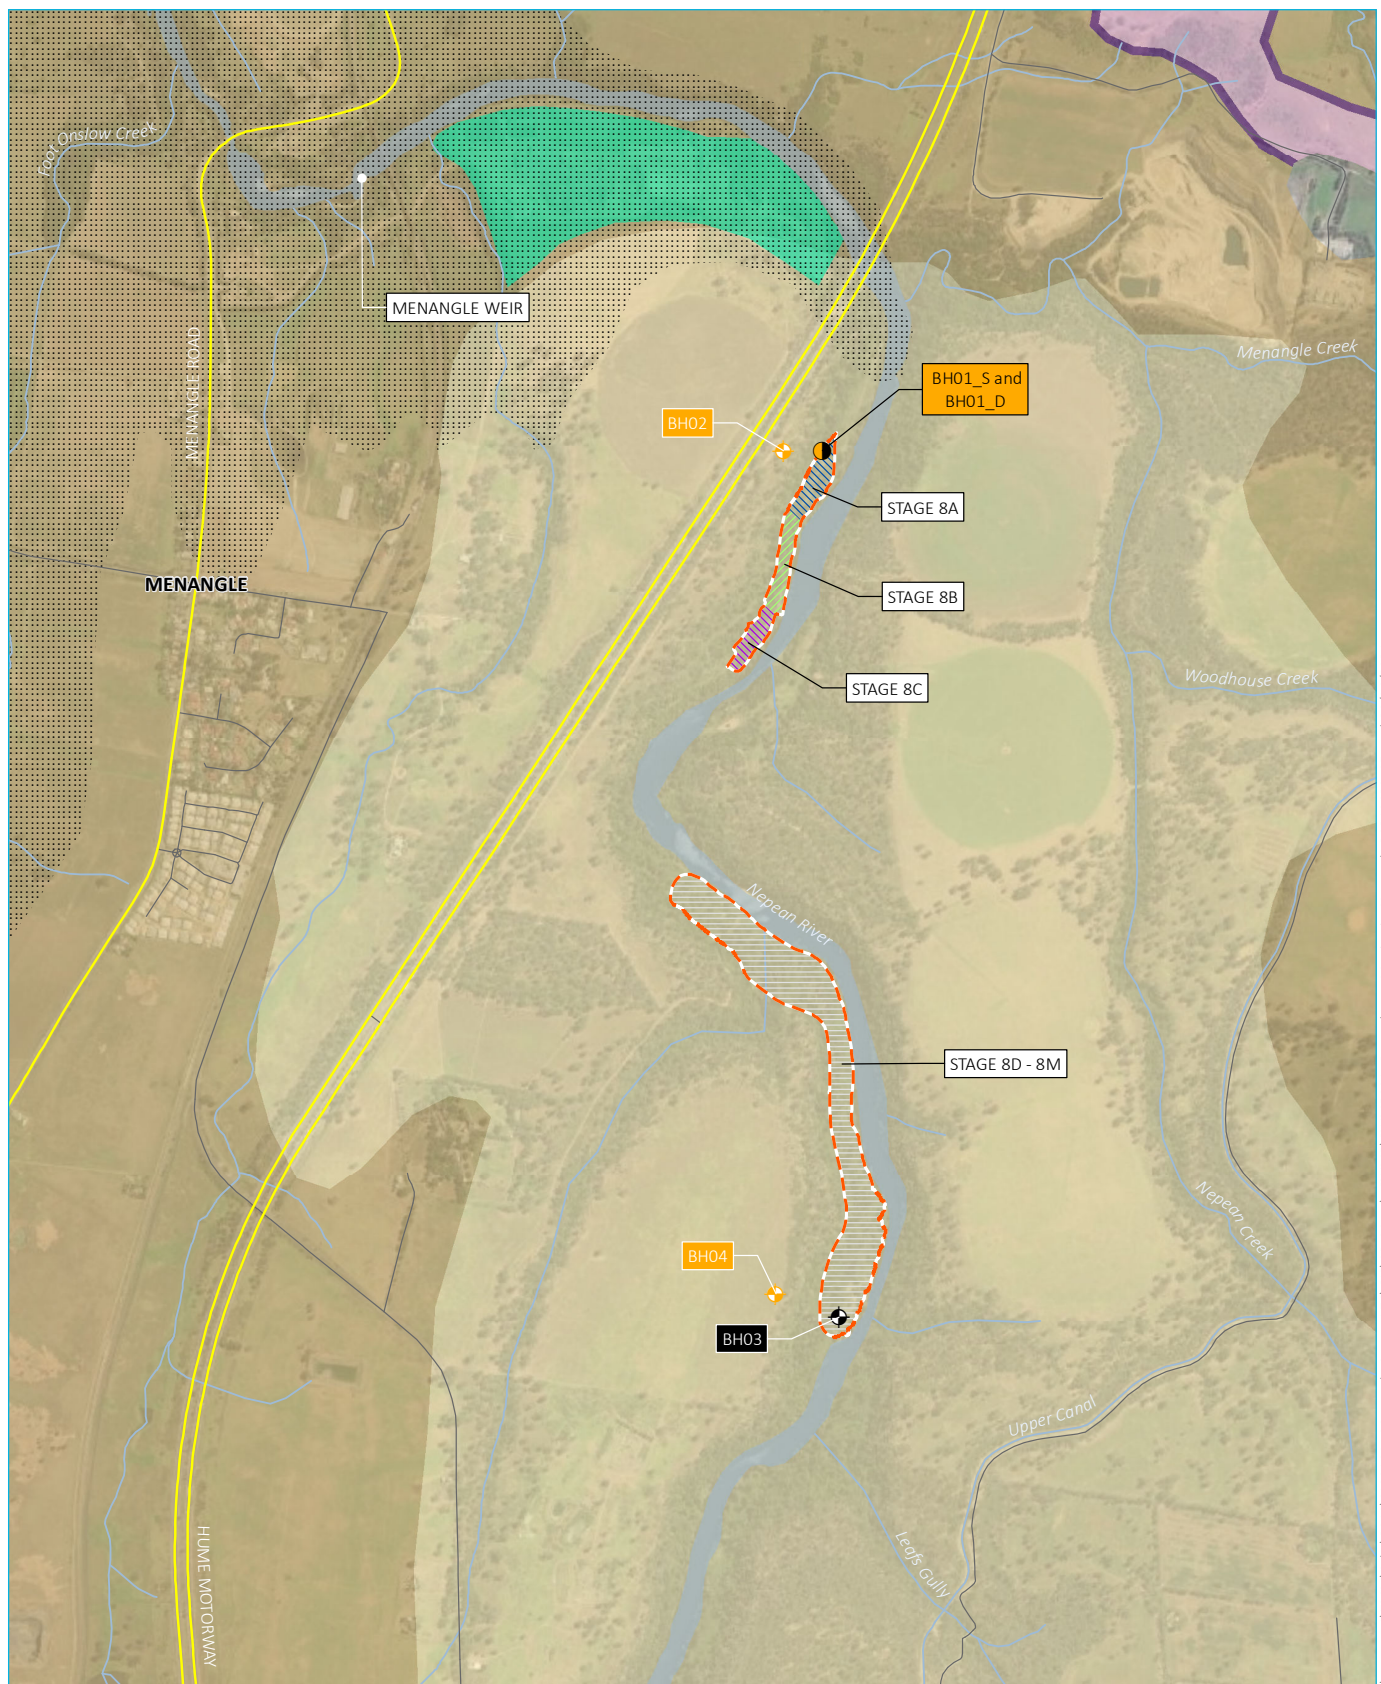 Foot Onslow Creek
MENANGLE WEIR
MENANGLE ROAD
Menangle Creek
BH01_S and
BH01_D
BH02
STAGE 8A
MENANGLE
STAGE 8B
STAGE 8C
Woodhouse Creek
Nepean River
STAGE 8D - 8M
Nepean Creek
BH04
BH03
Upper Canal
HUME MOTORWAY
Leafs Gully